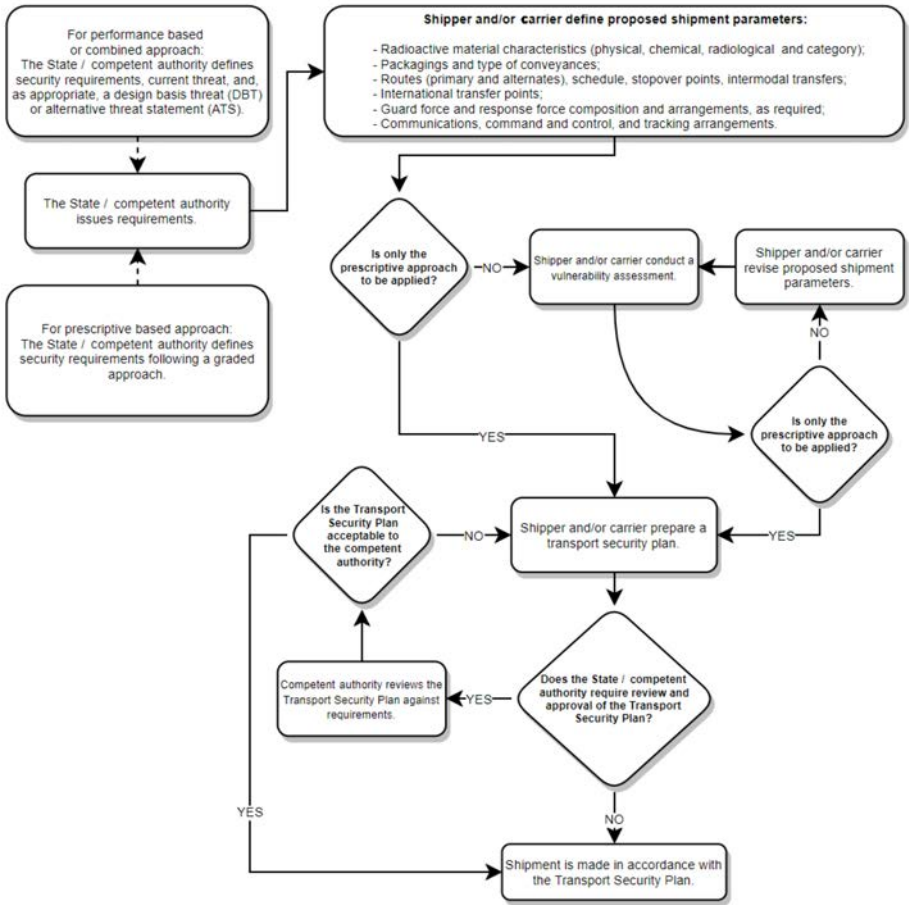 For performance based
or combined approach:
The State / competent authority defines
security requirements, current threat, and,
as appropriate, a design basis threat (DBT)
or alternative threat statement (ATS).
Shipper and/or carrier define proposed shipment parameters:
- Radioactive material characteristics (physical, chemical, radiological and category);
- Packagings and type of conveyances;
- Routes (primary and alternates), schedule, stopover points, intermodal transfers;
- International transfer points;
- Guard force and response force composition and arrangements, as required;
- Communications, command and control, and tracking arrangements.
The State / competent authority
issues requirements.
For prescriptive based approach:
The State / competent authority defines
security requirements following a graded
approach.
Is only the
prescriptive approach
to be applied?
NO
Shipper and/or carrier conduct a
vulnerability assessment.
Shipper and/or carrier
revise proposed shipment
parameters.
NO
Is only the
prescriptive approach
to be applied?
YES
YES
Is the Transport
Security Plan
acceptable to
the competent
authority?
NO
Shipper and/or carrier prepare a
transport security plan.
Does the State / competent
authority require review and
approval of the Transport
Security Plan?
YES
Competent authority reviews the
Transport Security Plan against
requirements.
YES
NO
Shipment is made in accordance with
the Transport Security Plan.